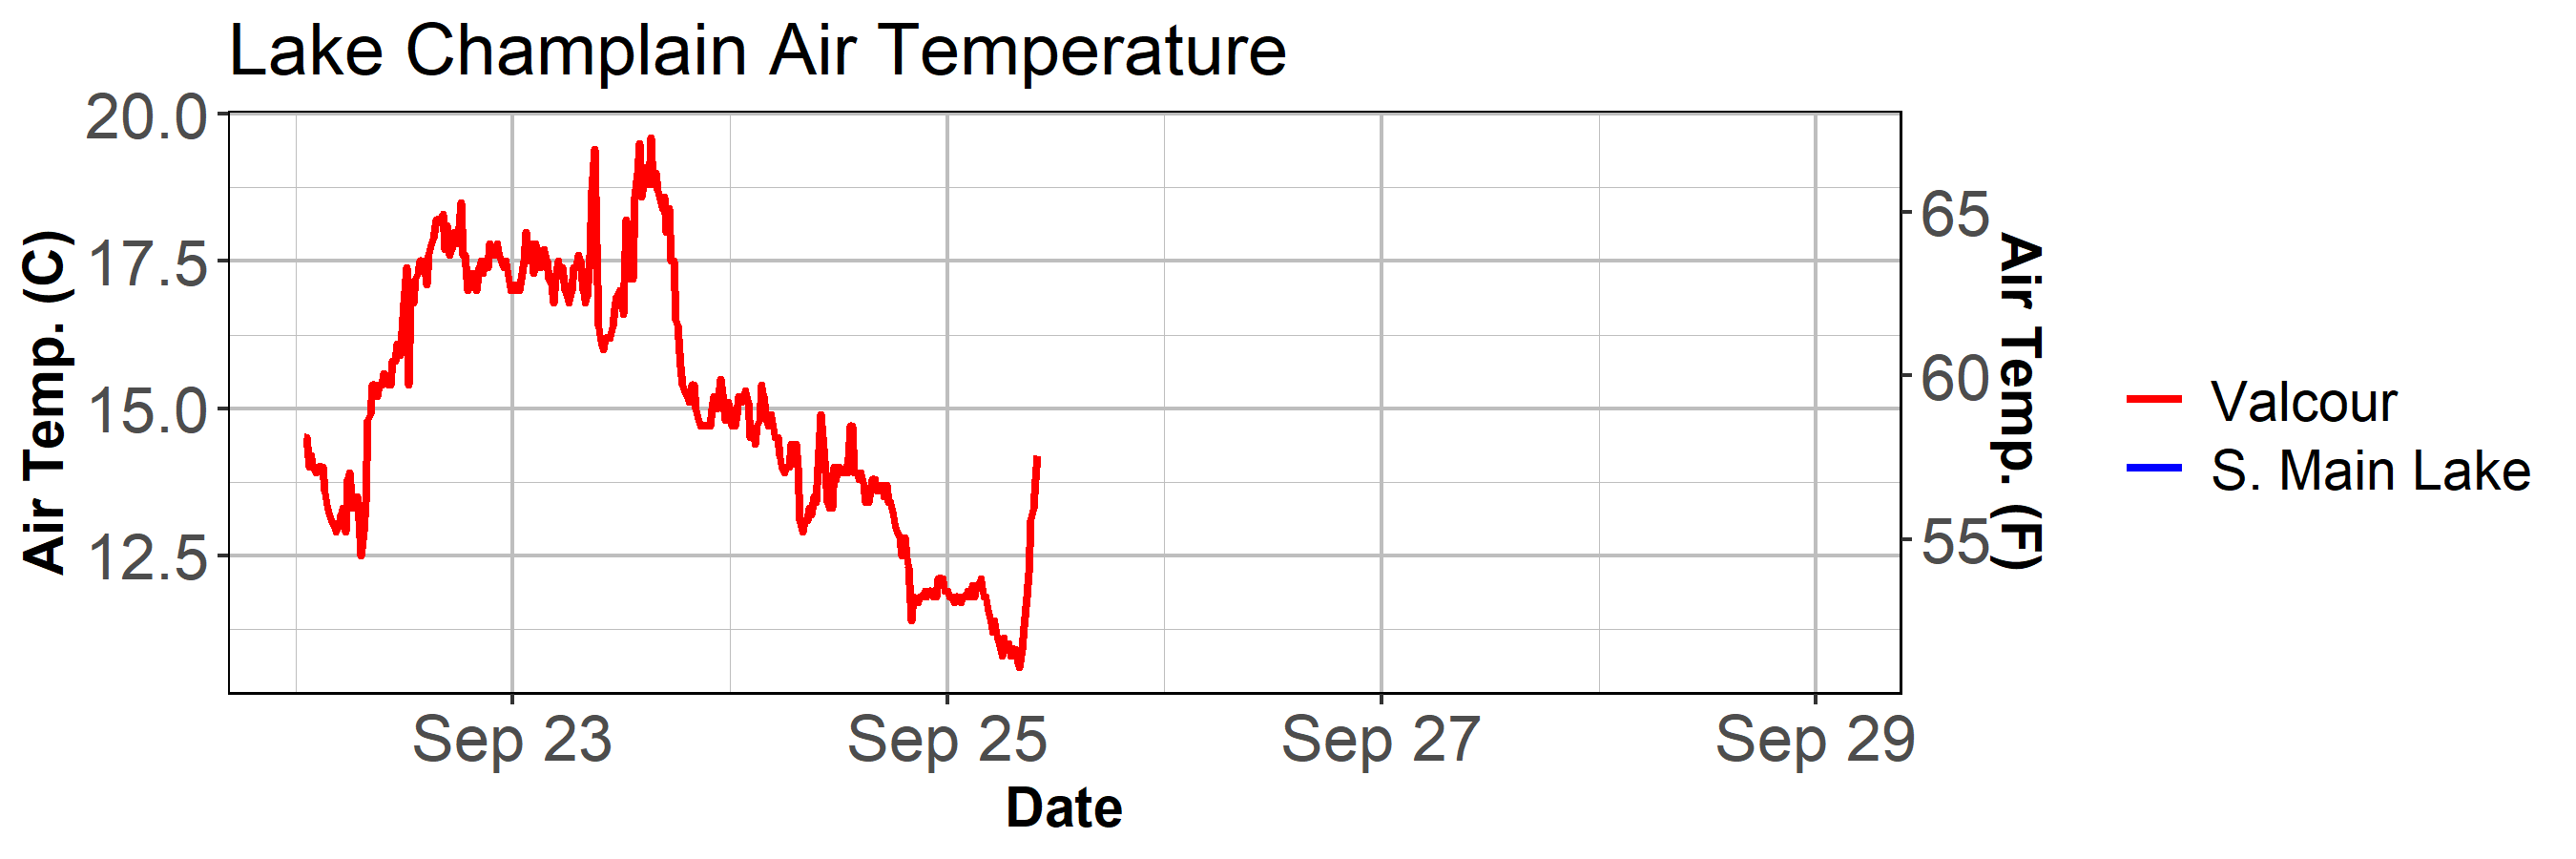 Lake Champlain Air Temperature
20.0
17.5
15.0
12.5
Air Temp. (C)
65
60
55
Air Temp. (F)
Sep 23
Sep 25
Sep 27
Sep 29
Date
Valcour
S. Main Lake